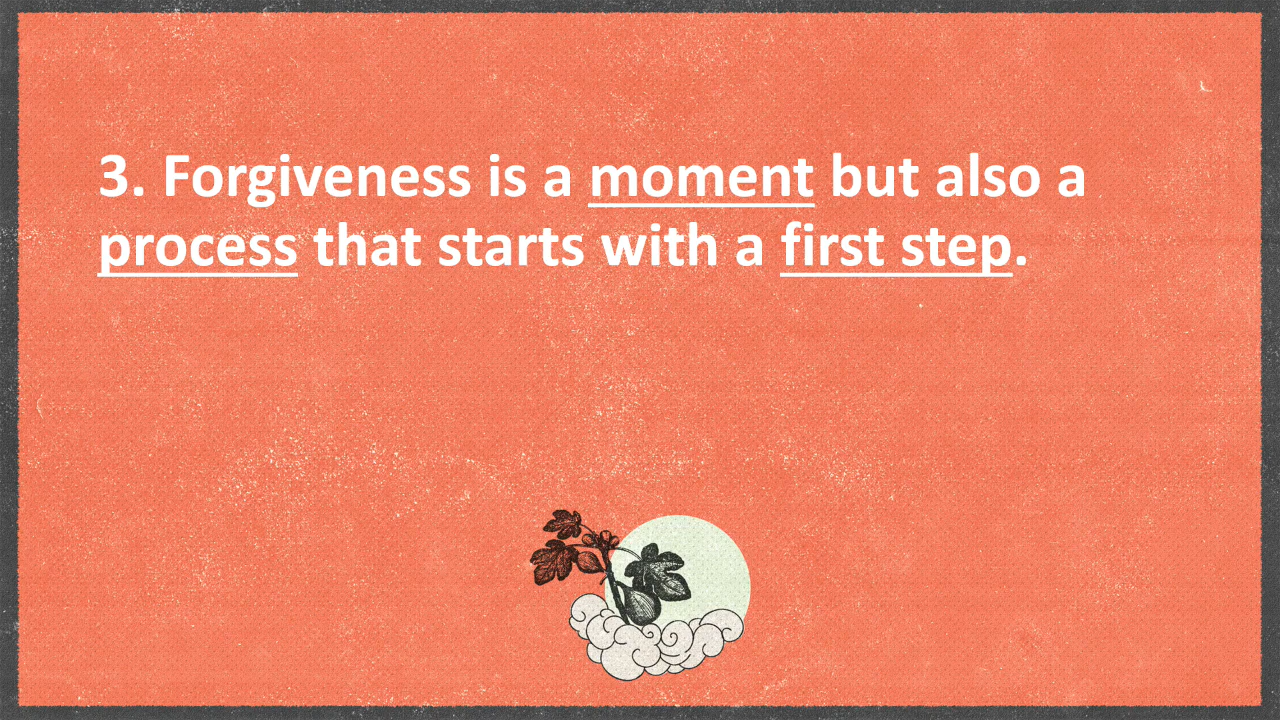 3. Forgiveness is a moment but also a
process that starts with a first step.